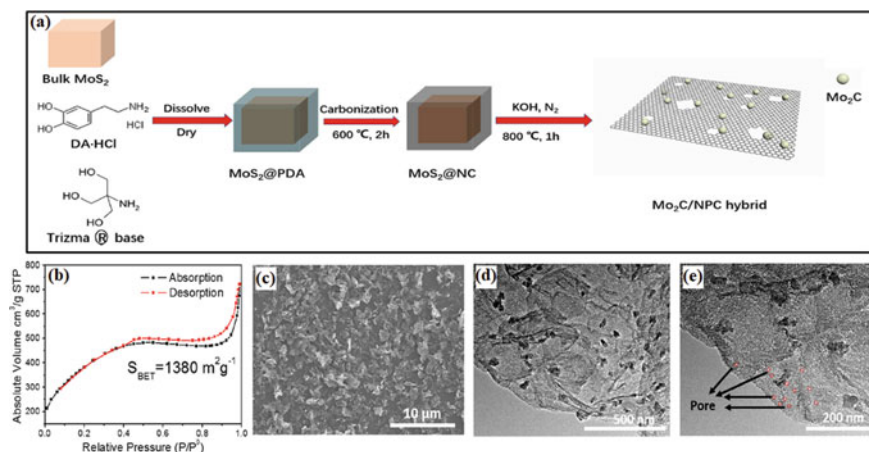 (a)
Bulk MoS2
HO
HO
NH2
HCl
DA·HCl
HO
OH
NH2
HO
OH
Trizma ® base
Dissolve
Dry
MoS2@PDA
Carbonization
600 ℃, 2h
MoS2@NC
KOH, N2
800 ℃, 1h
Mo2C/NPC hybrid
Mo2C
(b)
Absorption
Desorption
SBET=1380 m2g-1
Absolute Volume cm3/g STP
800
700
600
500
400
300
200
0.0 0.2 0.4 0.6 0.8 1.0
Relative Pressure (P/P0)
(c)
10 μm
(d)
500 nm
(e)
Pore
200 nm